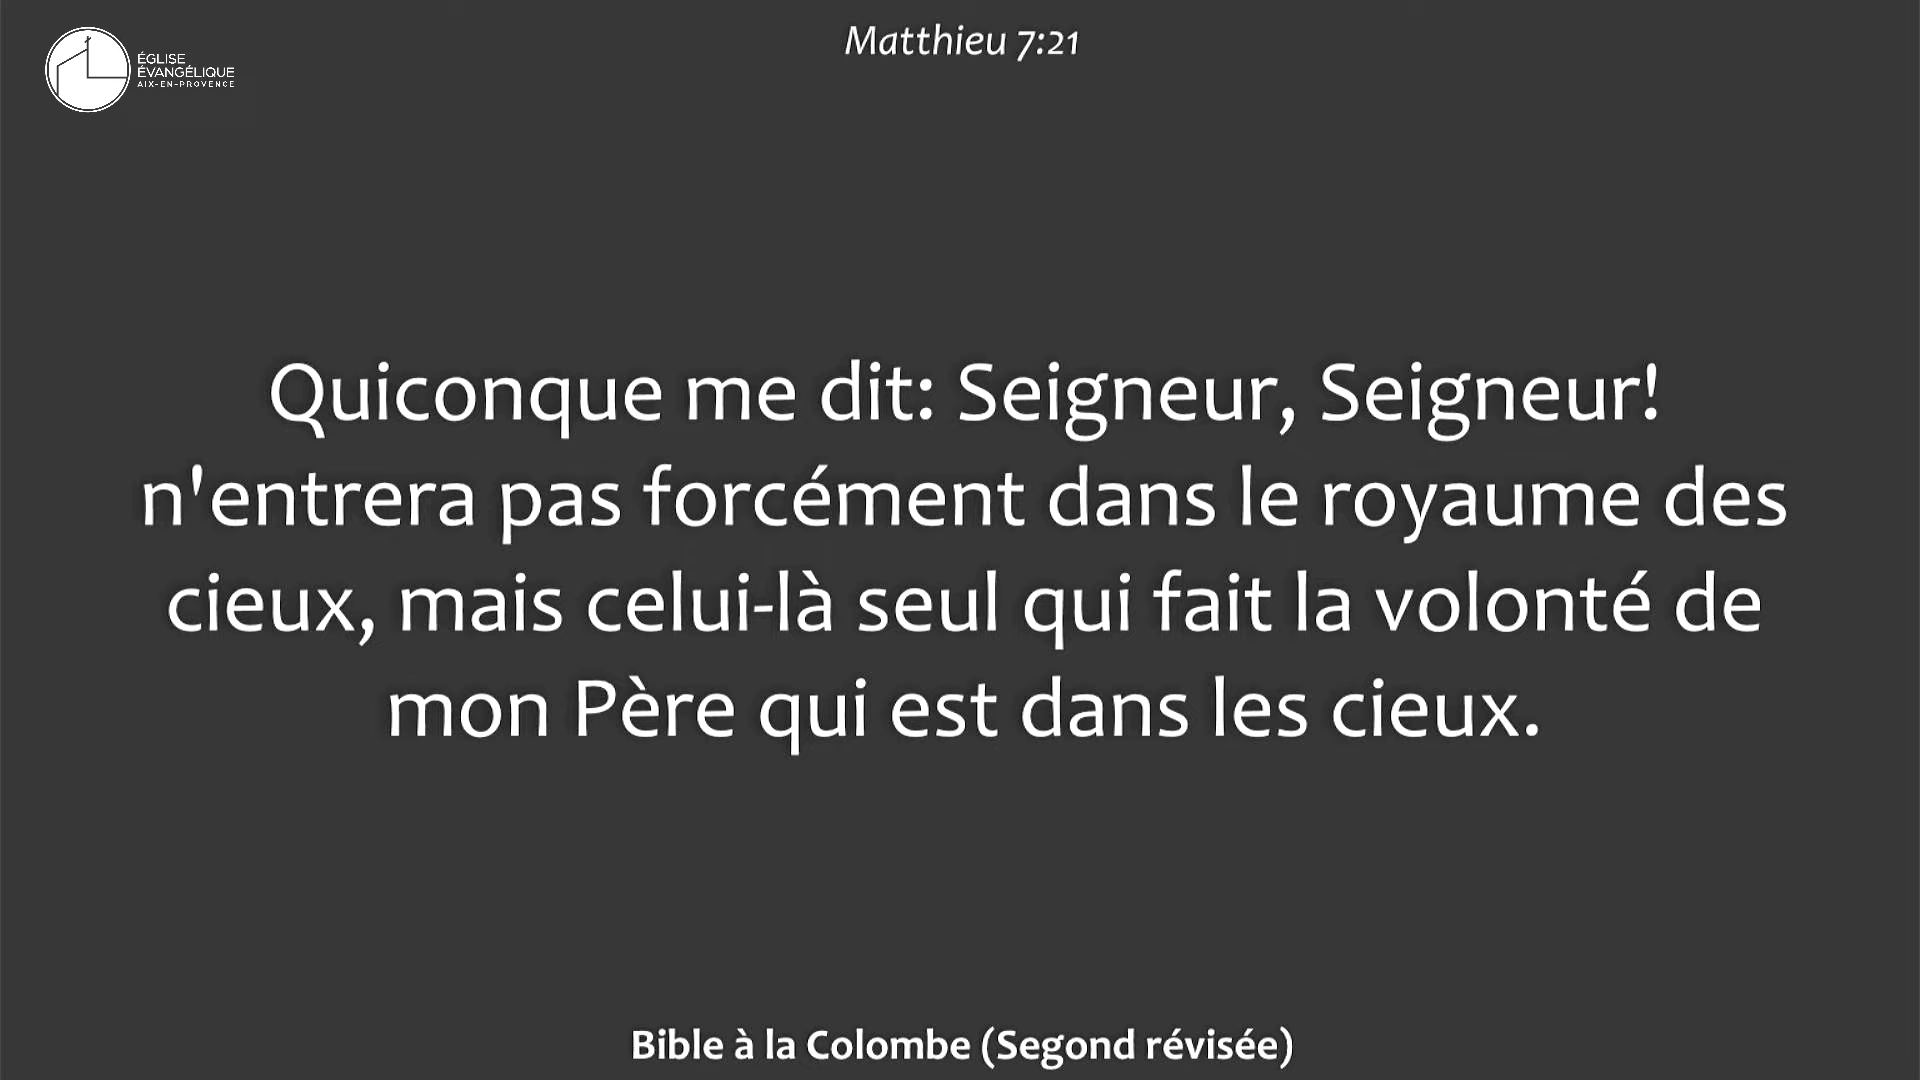 Matthieu 7:21
ÉGLISE
ÉVANGÉLIQUE
AIX-EN-PROVENCE
Quiconque me dit: Seigneur, Seigneur!
n'entrera pas forcément dans le royaume des
cieux, mais celui-là seul qui fait la volonté de
mon Père qui est dans les cieux.
Bible à la Colombe (Segond révisée)